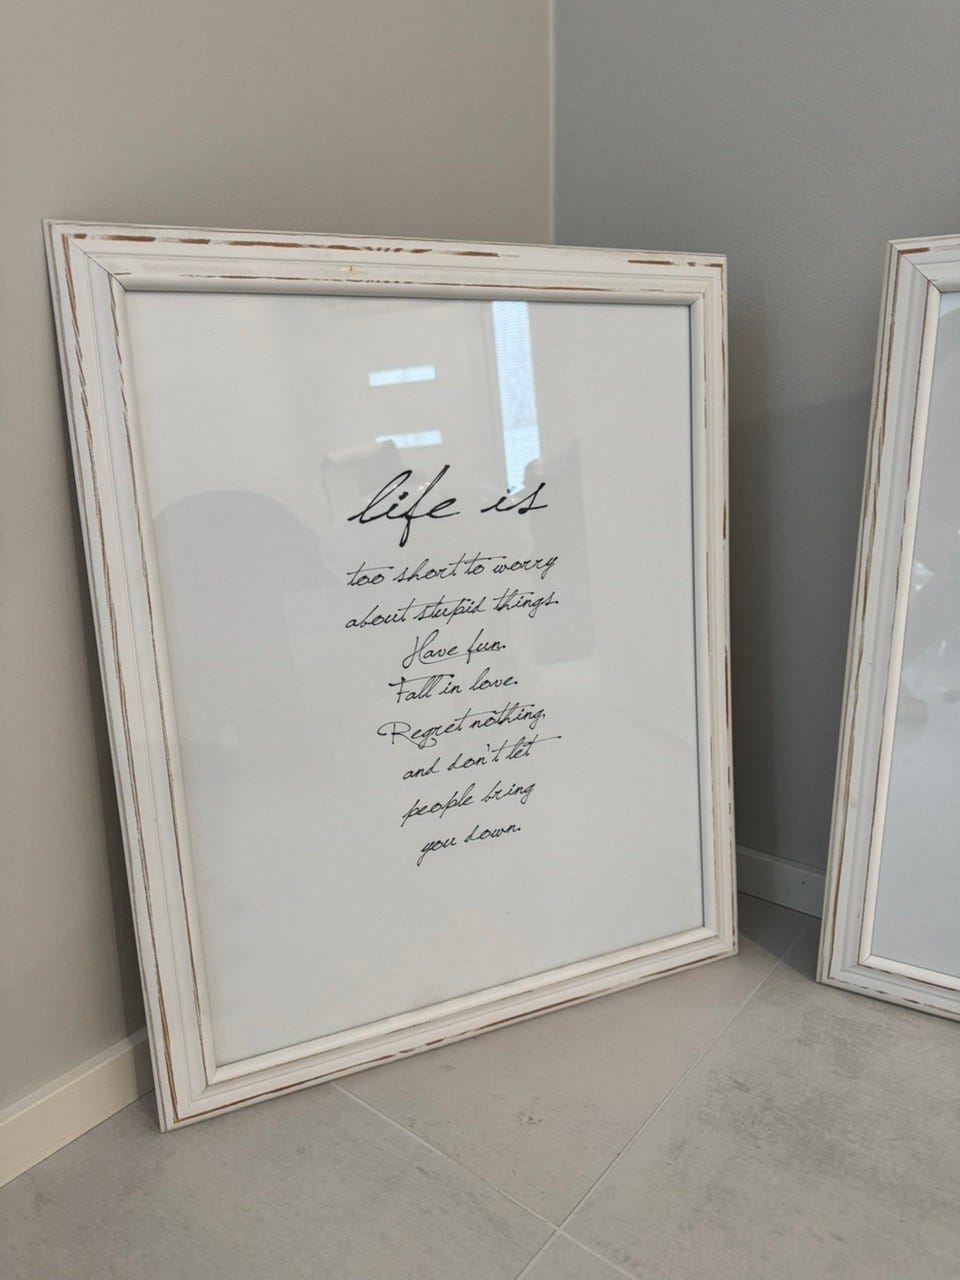 life is
too short to worry
about stupid things.
Have fun.
Fall in love.
Regret nothing,
and don't let
people bring
you down.